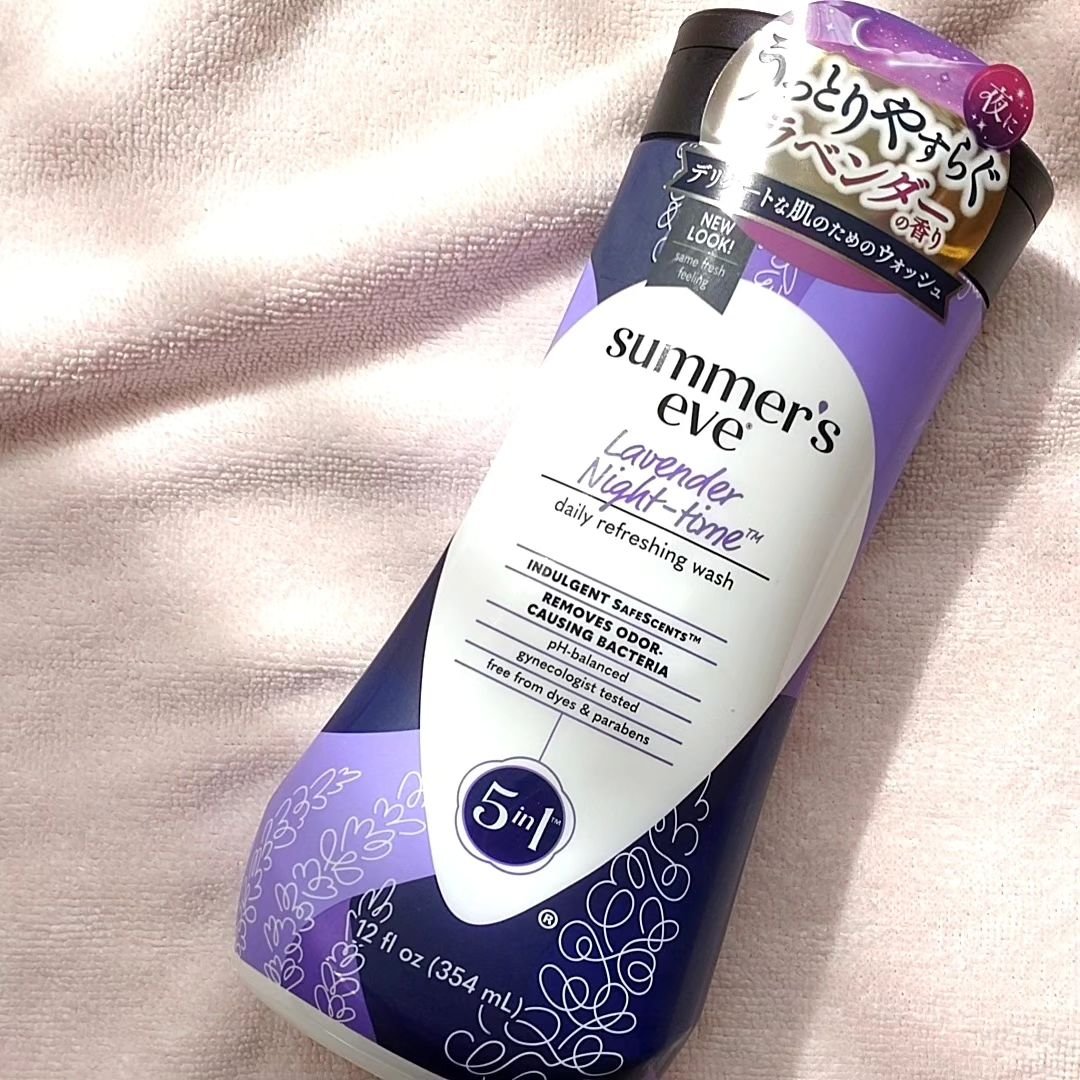 うっとりやすらぐ
夜に
ラベンダー
の香り
デリケートな肌のためのウォッシュ
NEW
LOOK!
same fresh
feeling
summer's
eve®
Lavender
Night-time™
daily refreshing wash
INDULGENT SAFESCENTS™
REMOVES ODOR-
CAUSING BACTERIA
pH-balanced
gynecologist tested
free from dyes & parabens
5 in 1™
®
12 fl oz (354 mL)